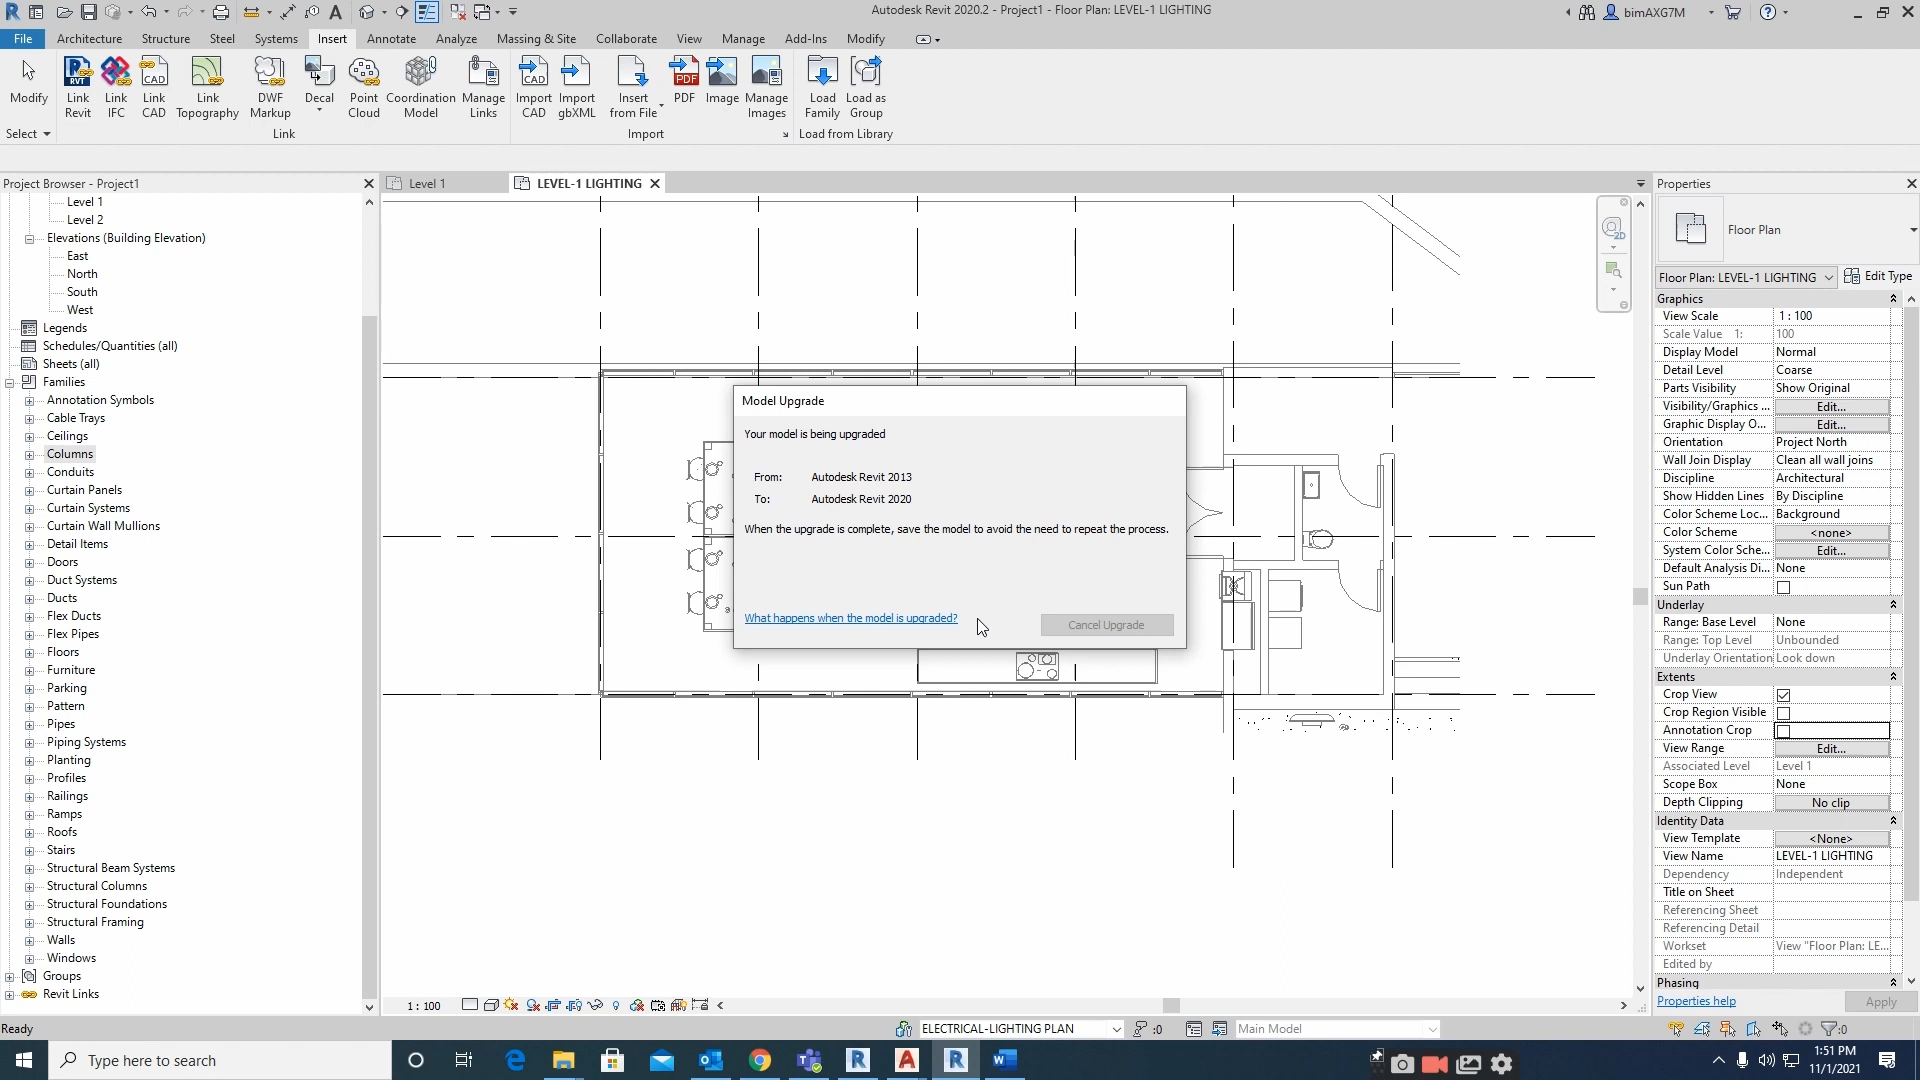 Autodesk Revit 2020.2 - Project1 - Floor Plan: LEVEL-1 LIGHTING
bimAXG7M
File Architecture Structure Steel Systems Insert Annotate Analyze Massing & Site Collaborate View Manage Add-Ins Modify
Modify
Link Revit
Link IFC
Link CAD
Link Topography
DWF Markup
Decal
Point Cloud
Coordination Model
Manage Links
Import CAD
Import gbXML
Insert from File
PDF
Image
Manage Images
Load Family
Load as Group
Select Link Import Load from Library
Project Browser - Project1
Level 1
LEVEL-1 LIGHTING
Properties
Level 1
Level 2
Elevations (Building Elevation)
East
North
South
West
Legends
Schedules/Quantities (all)
Sheets (all)
Families
Annotation Symbols
Cable Trays
Ceilings
Columns
Conduits
Curtain Panels
Curtain Systems
Curtain Wall Mullions
Detail Items
Doors
Duct Systems
Ducts
Flex Ducts
Flex Pipes
Floors
Furniture
Parking
Pattern
Pipes
Piping Systems
Planting
Profiles
Railings
Ramps
Roofs
Stairs
Structural Beam Systems
Structural Columns
Structural Foundations
Structural Framing
Walls
Windows
Groups
Revit Links
2D
Model Upgrade
Your model is being upgraded
From: Autodesk Revit 2013
To: Autodesk Revit 2020
When the upgrade is complete, save the model to avoid the need to repeat the process.
What happens when the model is upgraded?
Cancel Upgrade
Floor Plan
Floor Plan: LEVEL-1 LIGHTING Edit Type
Graphics
View Scale 1 : 100
Scale Value 1: 100
Display Model Normal
Detail Level Coarse
Parts Visibility Show Original
Visibility/Graphics ... Edit...
Graphic Display O... Edit...
Orientation Project North
Wall Join Display Clean all wall joins
Discipline Architectural
Show Hidden Lines By Discipline
Color Scheme Loc... Background
Color Scheme <none>
System Color Sche... Edit...
Default Analysis Di... None
Sun Path
Underlay
Range: Base Level None
Range: Top Level Unbounded
Underlay Orientation Look down
Extents
Crop View
Crop Region Visible
Annotation Crop
View Range Edit...
Associated Level Level 1
Scope Box None
Depth Clipping No clip
Identity Data
View Template <None>
View Name LEVEL-1 LIGHTING
Dependency Independent
Title on Sheet
Referencing Sheet
Referencing Detail
Workset View "Floor Plan: LE...
Edited by
Phasing
Properties help Apply
1 : 100
Ready
ELECTRICAL-LIGHTING PLAN :0 Main Model :0
Type here to search
1:51 PM
11/1/2021